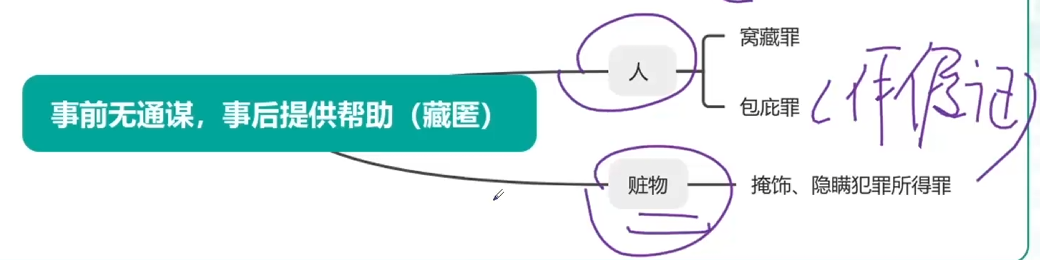 窝藏罪
人
包庇罪 (作假证)
事前无通谋，事后提供帮助（藏匿）
赃物
掩饰、隐瞒犯罪所得罪